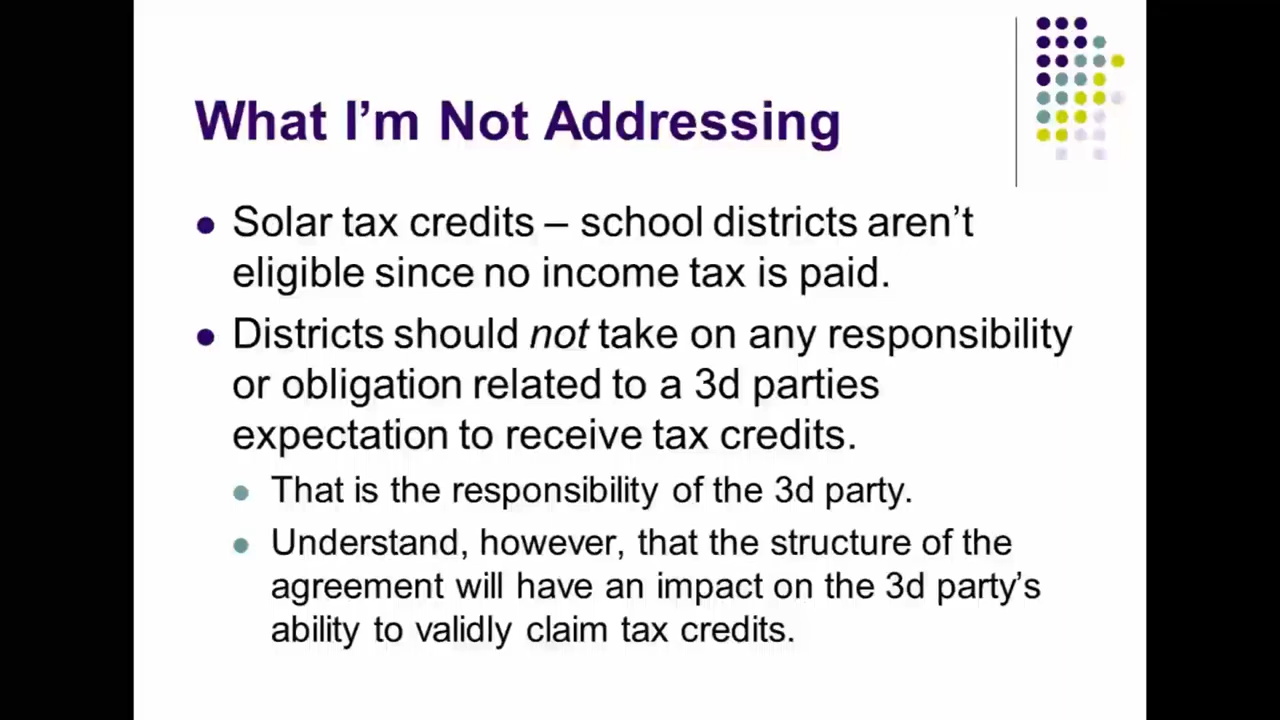 What I'm Not Addressing
Solar tax credits – school districts aren't
eligible since no income tax is paid.
Districts should not take on any responsibility
or obligation related to a 3d parties
expectation to receive tax credits.
That is the responsibility of the 3d party.
Understand, however, that the structure of the
agreement will have an impact on the 3d party's
ability to validly claim tax credits.